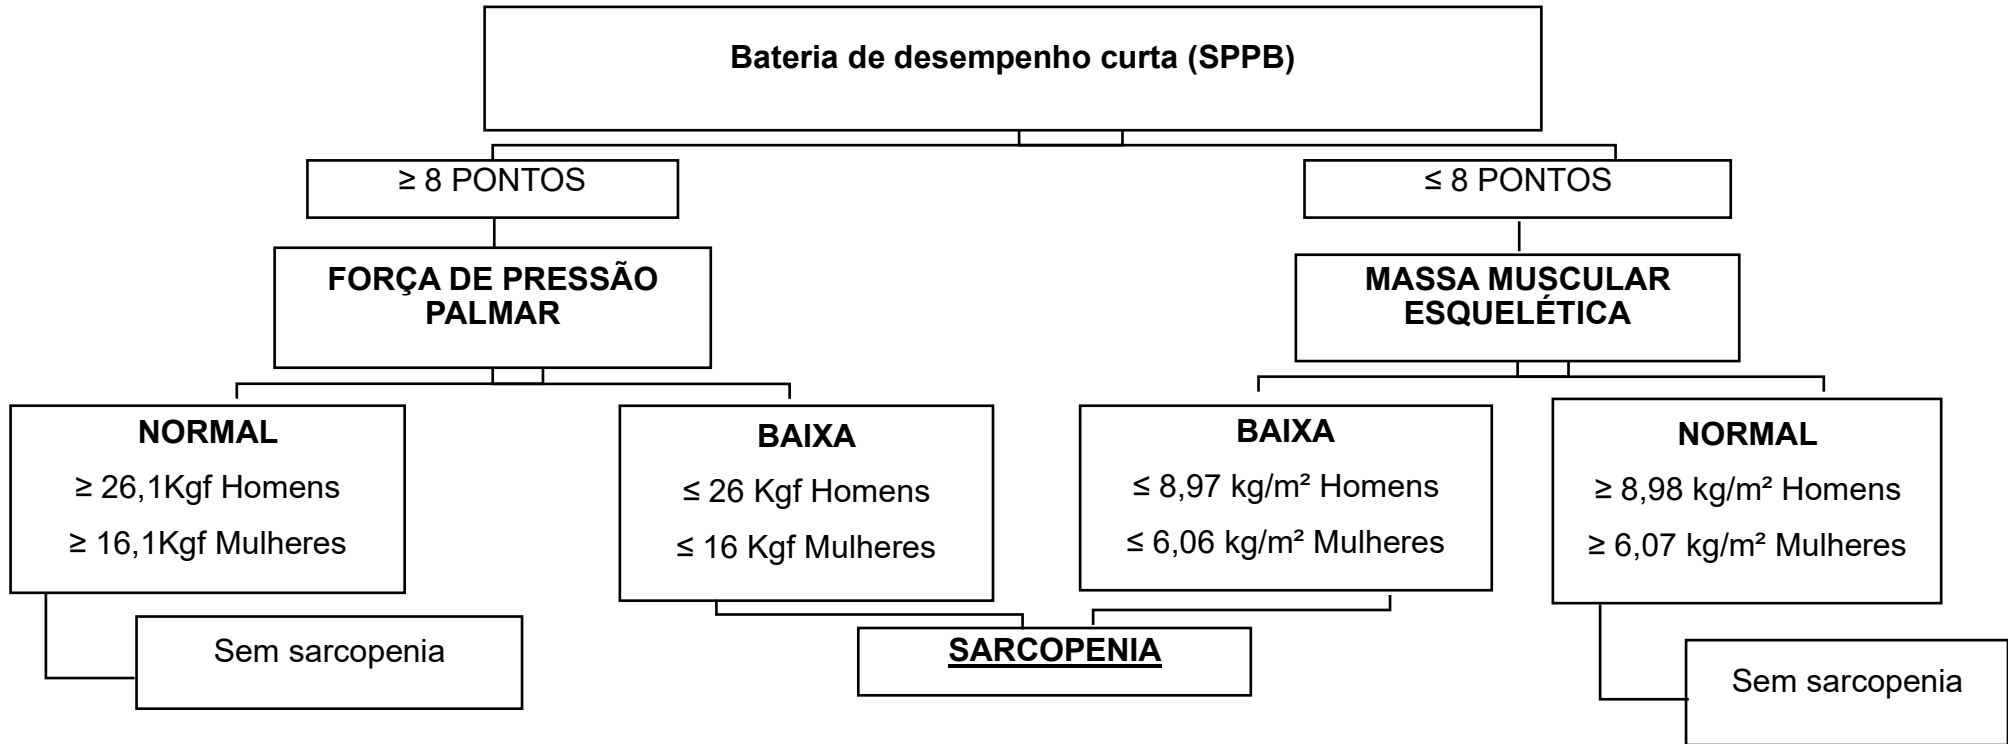 Bateria de desempenho curta (SPPB)
≥ 8 PONTOS
≤ 8 PONTOS
FORÇA DE PRESSÃO
PALMAR
MASSA MUSCULAR
ESQUELÉTICA
NORMAL
≥ 26,1Kgf Homens
≥ 16,1Kgf Mulheres
BAIXA
≤ 26 Kgf Homens
≤ 16 Kgf Mulheres
BAIXA
≤ 8,97 kg/m² Homens
≤ 6,06 kg/m² Mulheres
NORMAL
≥ 8,98 kg/m² Homens
≥ 6,07 kg/m² Mulheres
Sem sarcopenia
SARCOPENIA
Sem sarcopenia